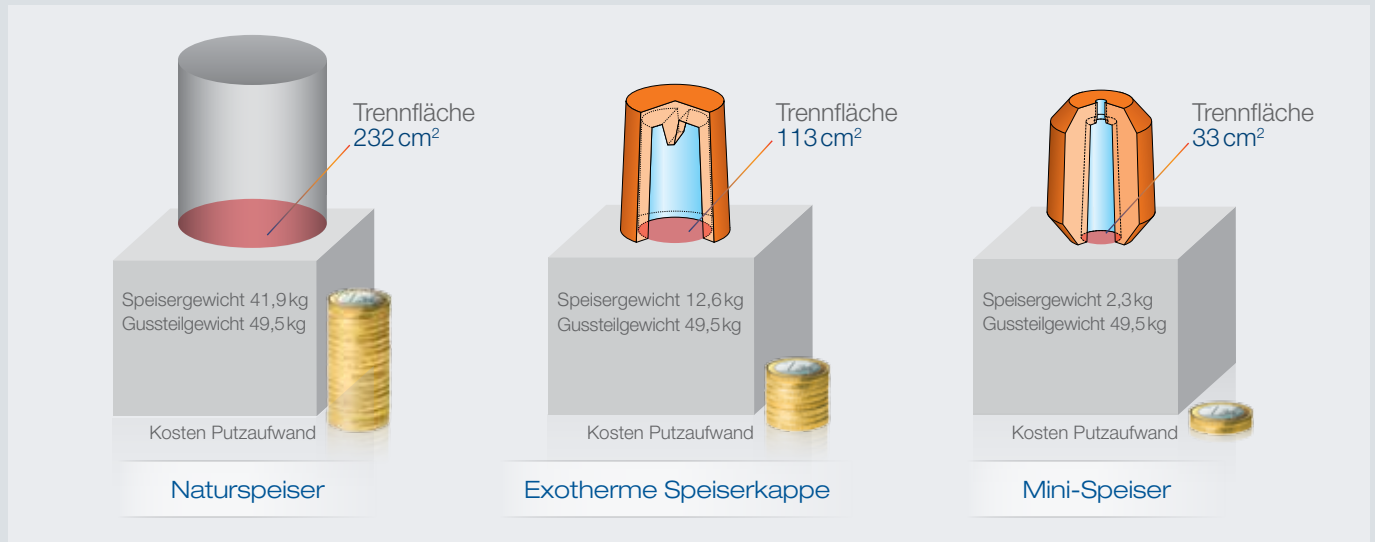 Trennfläche
232 cm²
Speisergewicht 41,9 kg
Gussteilgewicht 49,5 kg
Kosten Putzaufwand
Naturspeiser
Trennfläche
113 cm²
Speisergewicht 12,6 kg
Gussteilgewicht 49,5 kg
Kosten Putzaufwand
Exotherme Speiserkappe
Trennfläche
33 cm²
Speisergewicht 2,3 kg
Gussteilgewicht 49,5 kg
Kosten Putzaufwand
Mini-Speiser